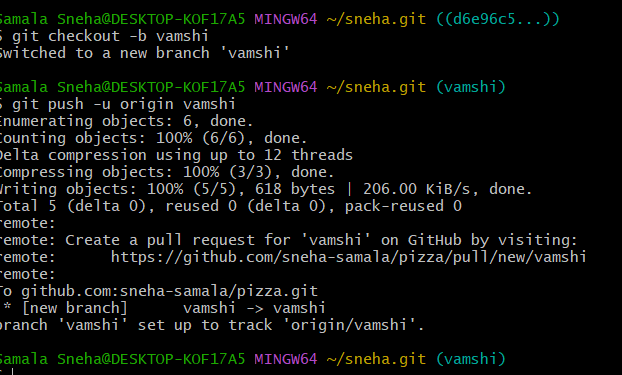 Samala Sneha@DESKTOP-KOF17A5 MINGW64 ~/sneha.git ((d6e96c5...))
$ git checkout -b vamshi
Switched to a new branch 'vamshi'
Samala Sneha@DESKTOP-KOF17A5 MINGW64 ~/sneha.git (vamshi)
$ git push -u origin vamshi
Enumerating objects: 6, done.
Counting objects: 100% (6/6), done.
Delta compression using up to 12 threads
Compressing objects: 100% (3/3), done.
Writing objects: 100% (5/5), 618 bytes | 206.00 KiB/s, done.
Total 5 (delta 0), reused 0 (delta 0), pack-reused 0
remote:
remote: Create a pull request for 'vamshi' on GitHub by visiting:
remote:      https://github.com/sneha-samala/pizza/pull/new/vamshi
remote:
To github.com:sneha-samala/pizza.git
 * [new branch]      vamshi -> vamshi
branch 'vamshi' set up to track 'origin/vamshi'.
Samala Sneha@DESKTOP-KOF17A5 MINGW64 ~/sneha.git (vamshi)
$